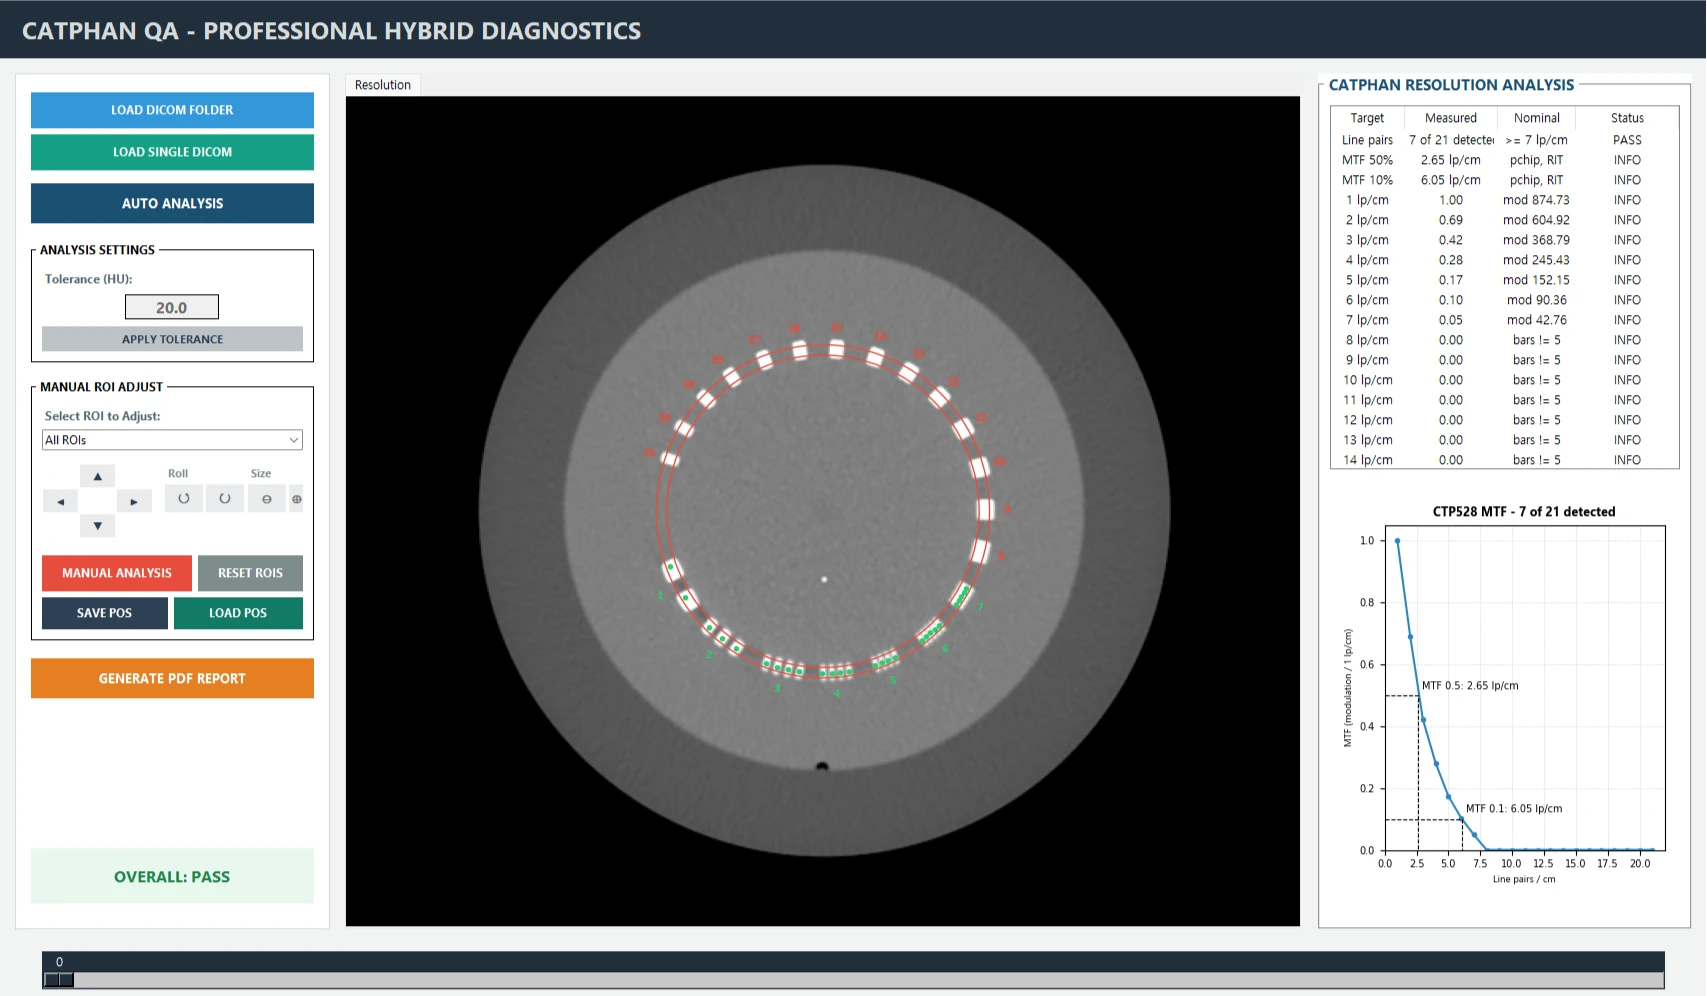 CATPHAN QA - PROFESSIONAL HYBRID DIAGNOSTICS
LOAD DICOM FOLDER
LOAD SINGLE DICOM
AUTO ANALYSIS
ANALYSIS SETTINGS
Tolerance (HU):
20.0
APPLY TOLERANCE
MANUAL ROI ADJUST
Select ROI to Adjust:
All ROIs
Roll Size
MANUAL ANALYSIS RESET ROIS
SAVE POS LOAD POS
GENERATE PDF REPORT
OVERALL: PASS
Resolution
1
2
3
4
5
6
7
CATPHAN RESOLUTION ANALYSIS
Target Measured Nominal Status
Line pairs 7 of 21 detected >= 7 lp/cm PASS
MTF 50% 2.65 lp/cm pchip, RIT INFO
MTF 10% 6.05 lp/cm pchip, RIT INFO
1 lp/cm 1.00 mod 874.73 INFO
2 lp/cm 0.69 mod 604.92 INFO
3 lp/cm 0.42 mod 368.79 INFO
4 lp/cm 0.28 mod 245.43 INFO
5 lp/cm 0.17 mod 152.15 INFO
6 lp/cm 0.10 mod 90.36 INFO
7 lp/cm 0.05 mod 42.76 INFO
8 lp/cm 0.00 bars != 5 INFO
9 lp/cm 0.00 bars != 5 INFO
10 lp/cm 0.00 bars != 5 INFO
11 lp/cm 0.00 bars != 5 INFO
12 lp/cm 0.00 bars != 5 INFO
13 lp/cm 0.00 bars != 5 INFO
14 lp/cm 0.00 bars != 5 INFO
CTP528 MTF - 7 of 21 detected
MTF (modulation / 1 lp/cm)
1.0
0.8
0.6
0.4
0.2
0.0
MTF 0.5: 2.65 lp/cm
MTF 0.1: 6.05 lp/cm
0.0 2.5 5.0 7.5 10.0 12.5 15.0 17.5 20.0
Line pairs / cm
0